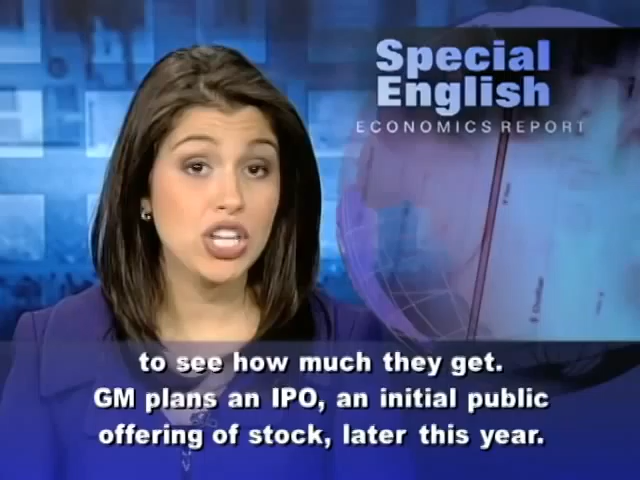 Special
English
ECONOMICS REPORT
to see how much they get.
GM plans an IPO, an initial public
offering of stock, later this year.